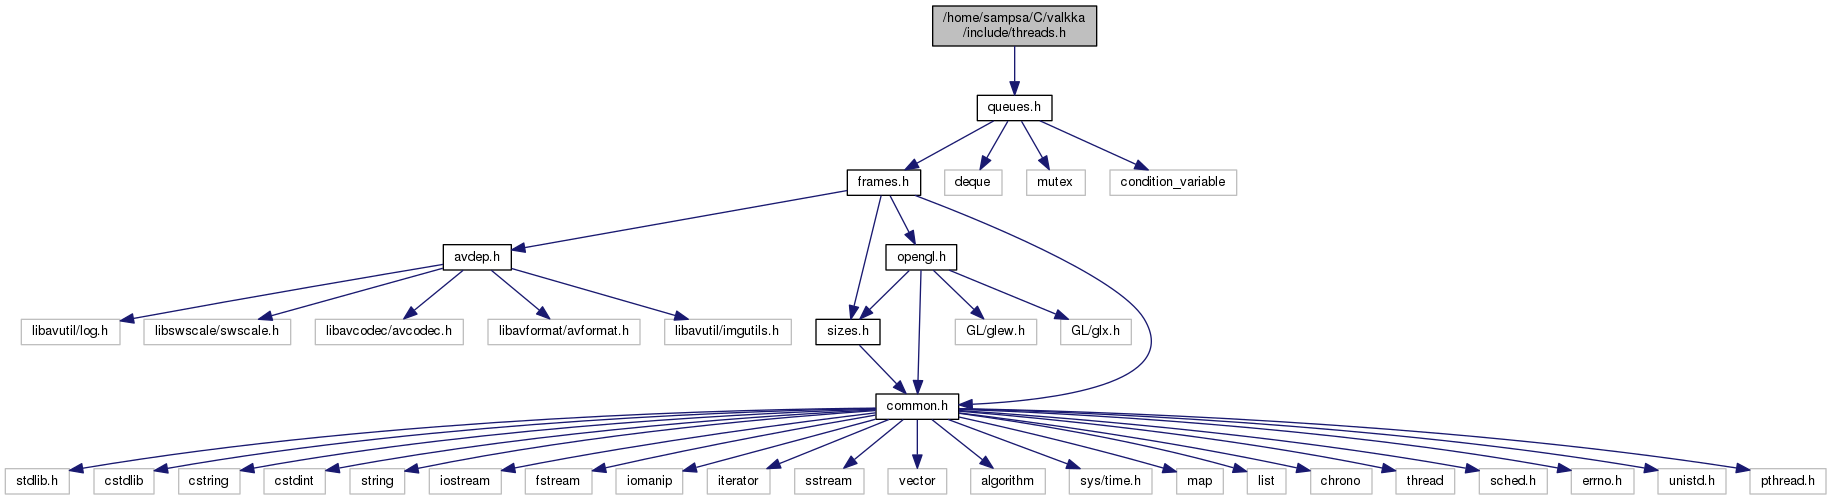 /home/sampsa/C/valkka
/include/threads.h
queues.h
frames.h
deque
mutex
condition_variable
avdep.h
opengl.h
libavutil/log.h
libswscale/swscale.h
libavcodec/avcodec.h
libavformat/avformat.h
libavutil/imgutils.h
sizes.h
GL/glew.h
GL/glx.h
common.h
stdlib.h
cstdlib
cstring
cstdint
string
iostream
fstream
iomanip
iterator
sstream
vector
algorithm
sys/time.h
map
list
chrono
thread
sched.h
errno.h
unistd.h
pthread.h